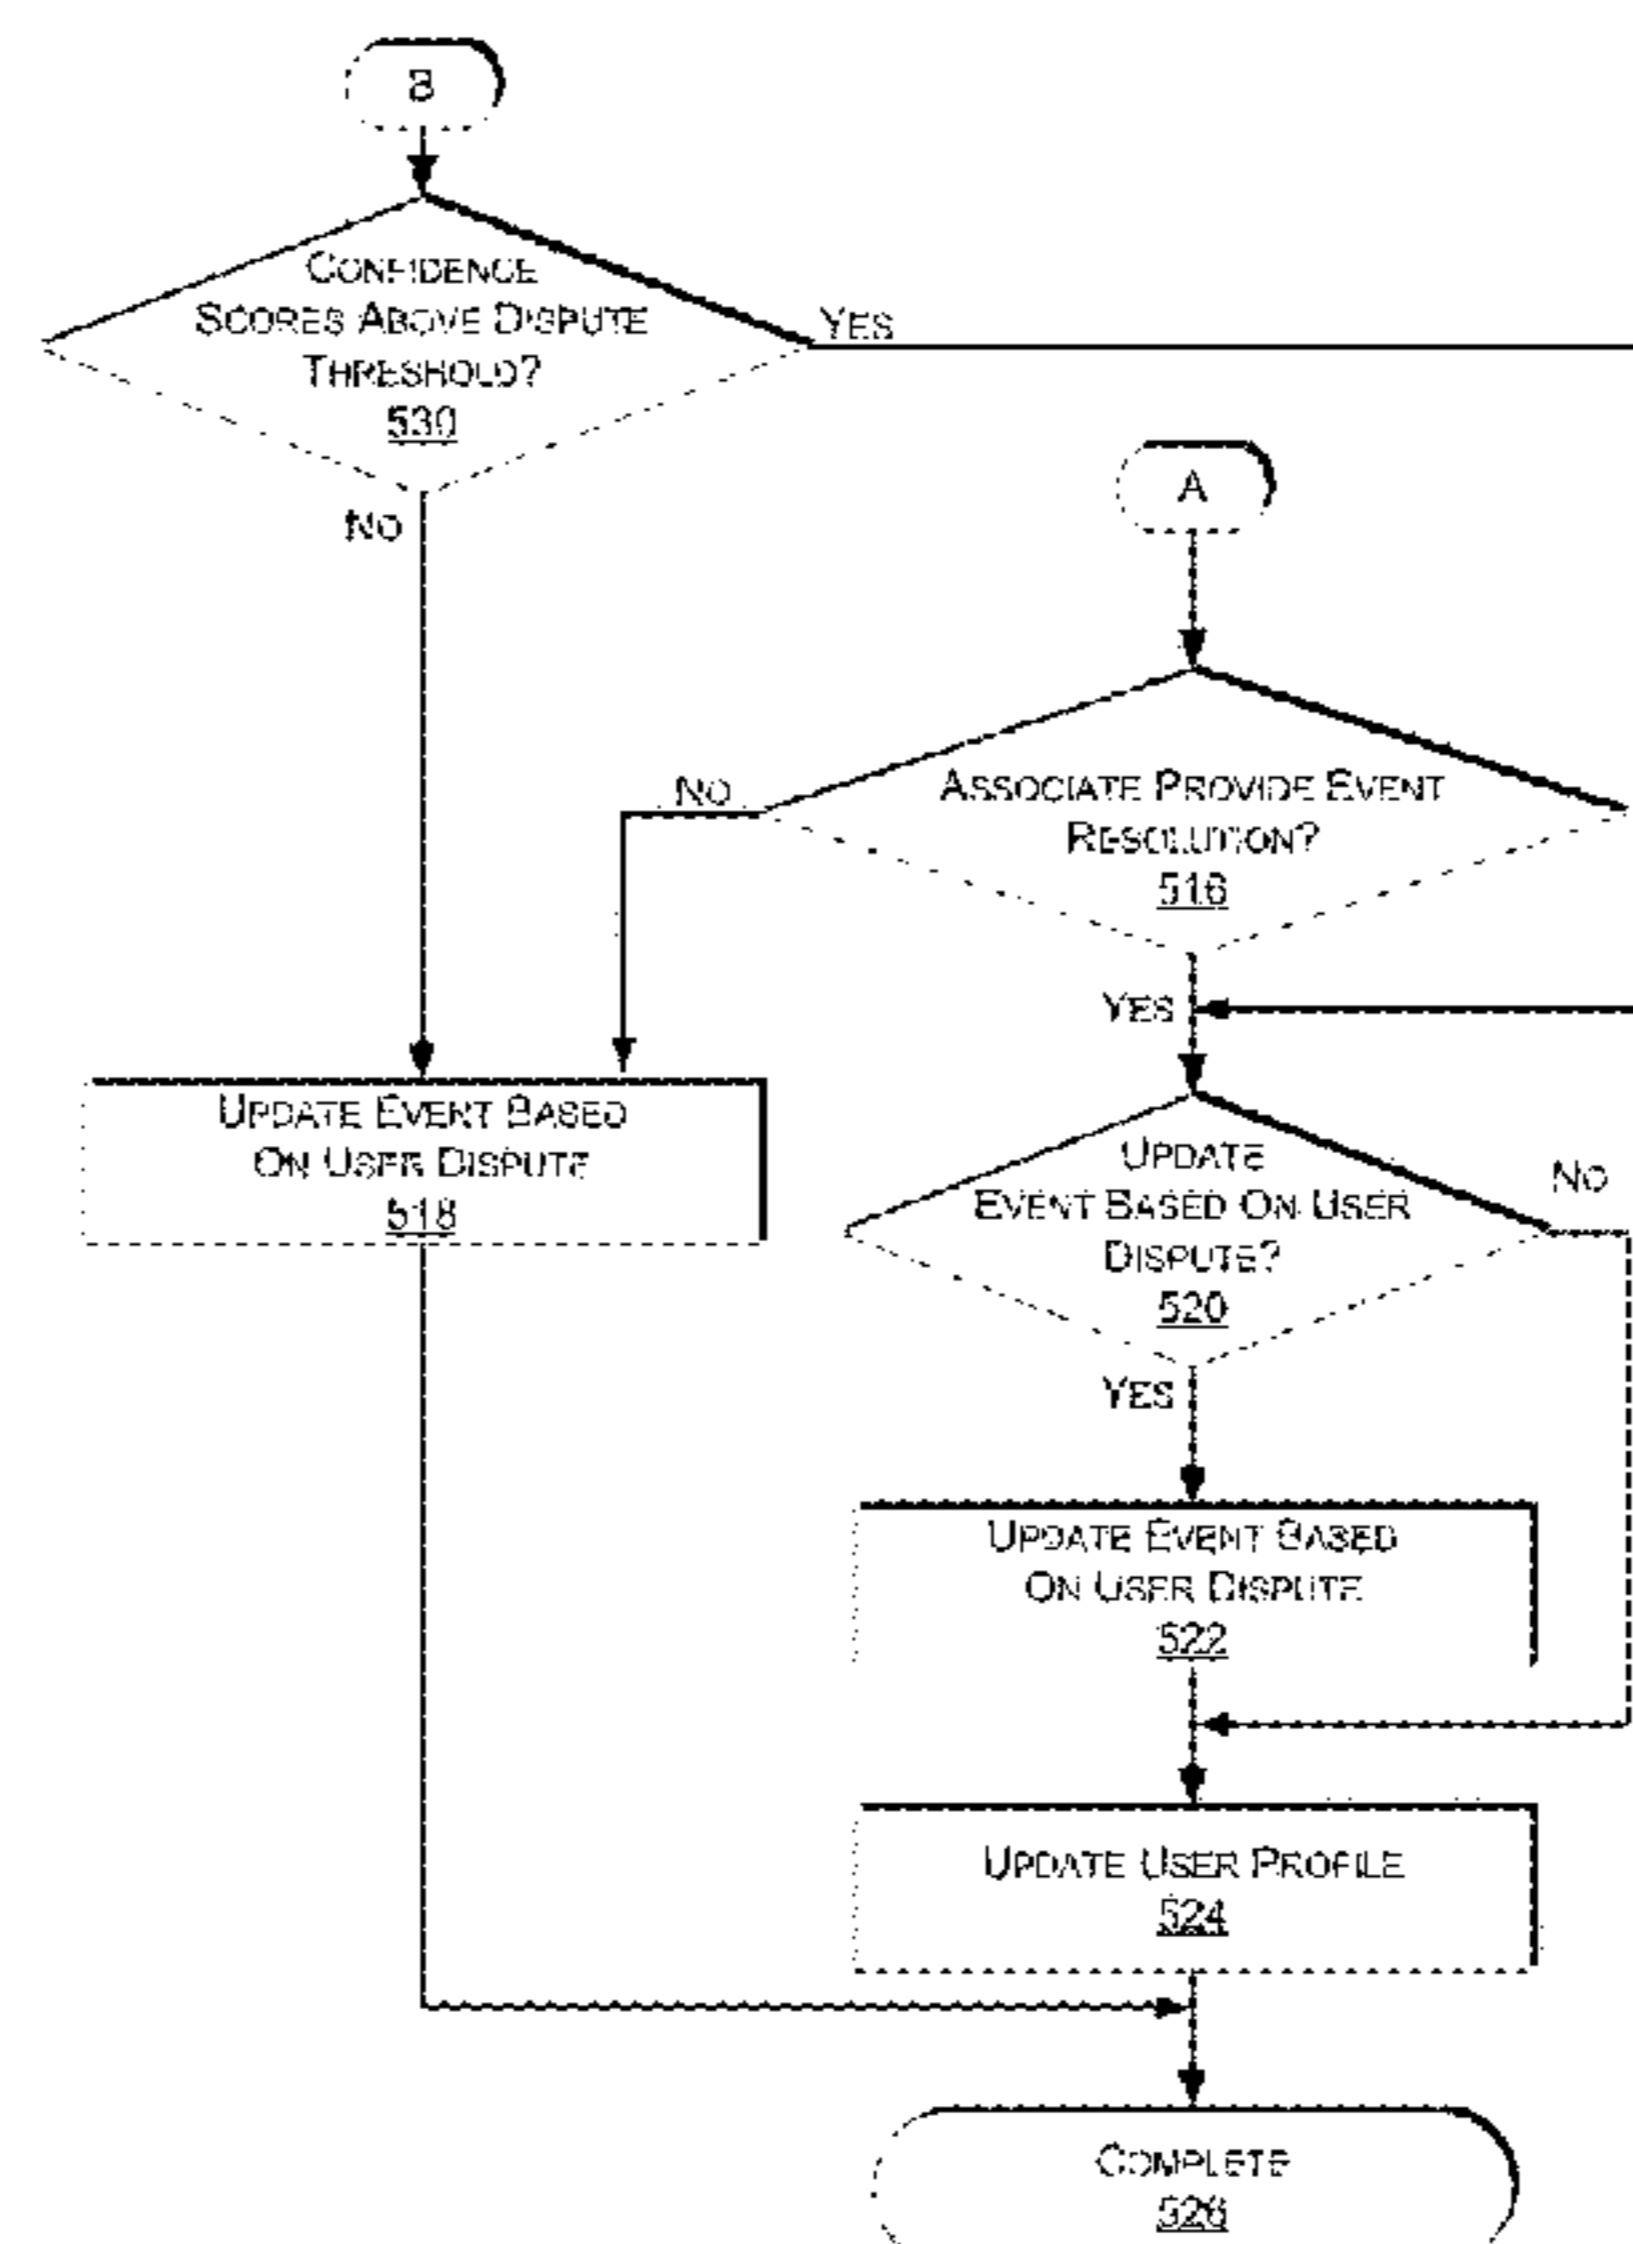 B
CONFIDENCE
SCORES ABOVE DISPUTE
THRESHOLD?
530
YES
NO
A
ASSOCIATE PROVIDE EVENT
RESOLUTION?
516
NO
YES
UPDATE EVENT BASED
ON USER DISPUTE
518
UPDATE
EVENT BASED ON USER
DISPUTE?
520
NO
YES
UPDATE EVENT BASED
ON USER DISPUTE
522
UPDATE USER PROFILE
524
COMPLETE
526